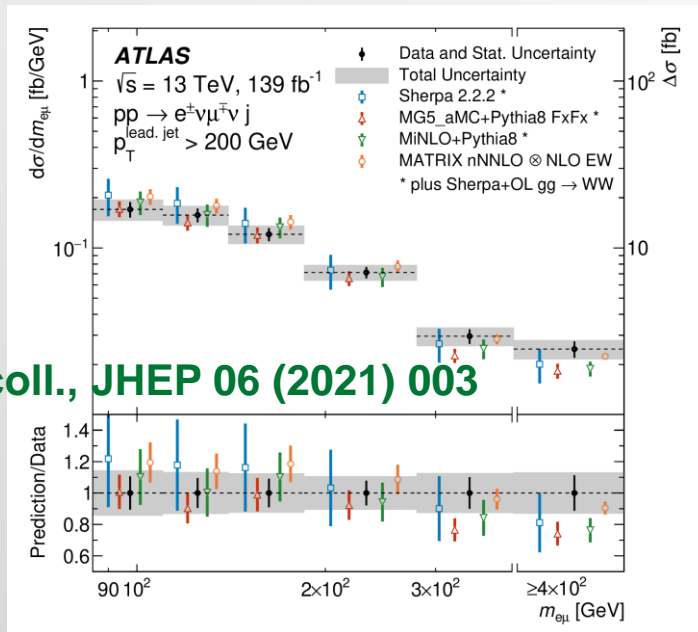 ATLAS
√s = 13 TeV, 139 fb⁻¹
pp → e±νμ∓ν j
p_T^lead. jet > 200 GeV
Data and Stat. Uncertainty
Total Uncertainty
Sherpa 2.2.2 *
MG5_aMC+Pythia8 FxFx *
MiNLO+Pythia8 *
MATRIX nNNLO ⊗ NLO EW
* plus Sherpa+OL gg → WW
dσ/dm_eμ [fb/GeV]
1
10⁻¹
Δσ [fb]
10²
10
coll., JHEP 06 (2021) 003
Prediction/Data
1.4
1.2
1
0.8
0.6
90 10²
2×10²
3×10²
≥4×10²
m_eμ [GeV]